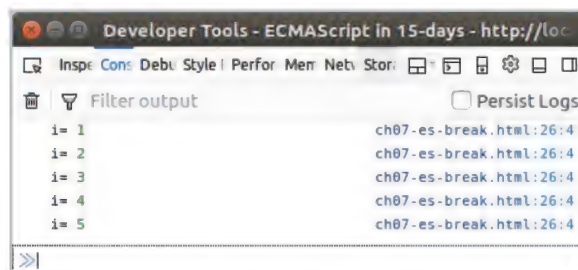 Developer Tools - ECMAScript in 15-days - http://loc
Inspe Cons Debu Style Perfor Mem Netw Stora
Filter output Persist Logs
i= 1 ch07-es-break.html:26:4
i= 2 ch07-es-break.html:26:4
i= 3 ch07-es-break.html:26:4
i= 4 ch07-es-break.html:26:4
i= 5 ch07-es-break.html:26:4